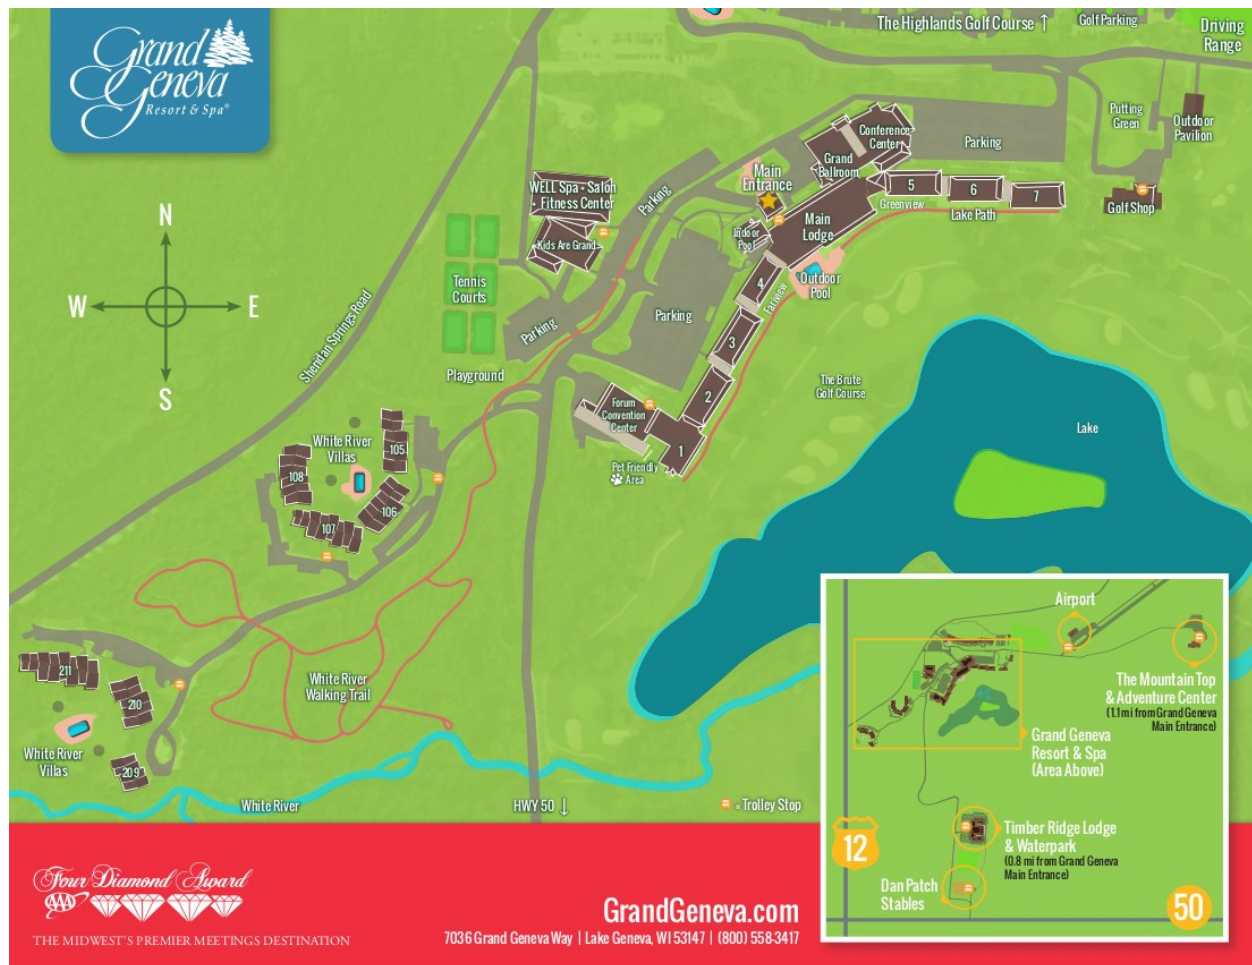 Grand
Geneva
Resort & Spa®
The Highlands Golf Course ↑
Golf Parking
Driving
Range
Putting
Green
Outdoor
Pavilion
Conference
Center
Parking
Grand
Ballroom
Main
Entrance
WELL Spa • Salon
• Fitness Center
Parking
5
6
7
Greenview
Lake Path
Golf Shop
Main
Lodge
Indoor
Pool
Kids Are Grand
N
W
E
S
Tennis
Courts
Outdoor
Pool
4
Fariview
Parking
Parking
3
Sheridan Springs Road
Playground
The Brute
Golf Course
2
Forum
Convention
Center
1
Lake
White River
Villas
105
108
106
107
Pet Friendly
Area
White River
Walking Trail
211
210
209
White River
Villas
White River
HWY 50 ↓
= Trolley Stop
Airport
The Mountain Top
& Adventure Center
(1.1 mi from Grand Geneva
Main Entrance)
Grand Geneva
Resort & Spa
(Area Above)
12
Timber Ridge Lodge
& Waterpark
(0.8 mi from Grand Geneva
Main Entrance)
Dan Patch
Stables
50
Four Diamond Award
AAA
THE MIDWEST'S PREMIER MEETINGS DESTINATION
GrandGeneva.com
7036 Grand Geneva Way | Lake Geneva, WI 53147 | (800) 558-3417